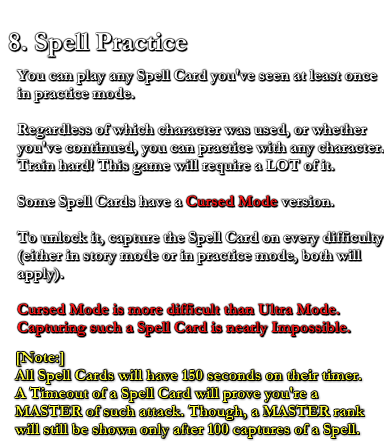 8. Spell Practice
You can play any Spell Card you've seen at least once
in practice mode.
Regardless of which character was used, or whether
you've continued, you can practice with any character.
Train hard! This game will require a LOT of it.
Some Spell Cards have a Cursed Mode version.
To unlock it, capture the Spell Card on every difficulty
(either in story mode or in practice mode, both will
apply).
Cursed Mode is more difficult than Ultra Mode.
Capturing such a Spell Card is nearly Impossible.
[Note:]
All Spell Cards will have 150 seconds on their timer.
A Timeout of a Spell Card will prove you're a
MASTER of such attack. Though, a MASTER rank
will still be shown only after 100 captures of a Spell.